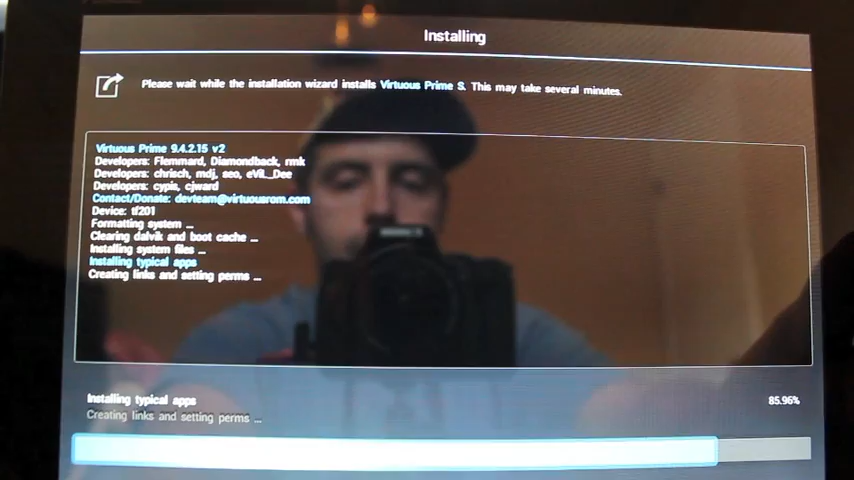 Installing
Please wait while the installation wizard installs Virtuous Prime S. This may take several minutes.
Virtuous Prime 9.4.2.15 v2
Developers: Flemmard, Diamondback, rmk
Developers: chrisch, mdj, seo, eViL_Dee
Developers: cypis, cjward
Contact/Donate: devteam@virtuousrom.com
Device: tf201
Formatting system ...
Clearing dalvik and boot cache ...
Installing system files ...
Installing typical apps
Creating links and setting perms ...
Installing typical apps
85.96%
Creating links and setting perms ...